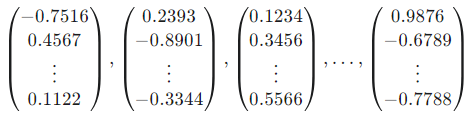 −0.7516 0.2393 0.1234 0.9876
0.4567 −0.8901 0.3456 −0.6789
⋮ , ⋮ , ⋮ , … , ⋮
0.1122 −0.3344 0.5566 −0.7788